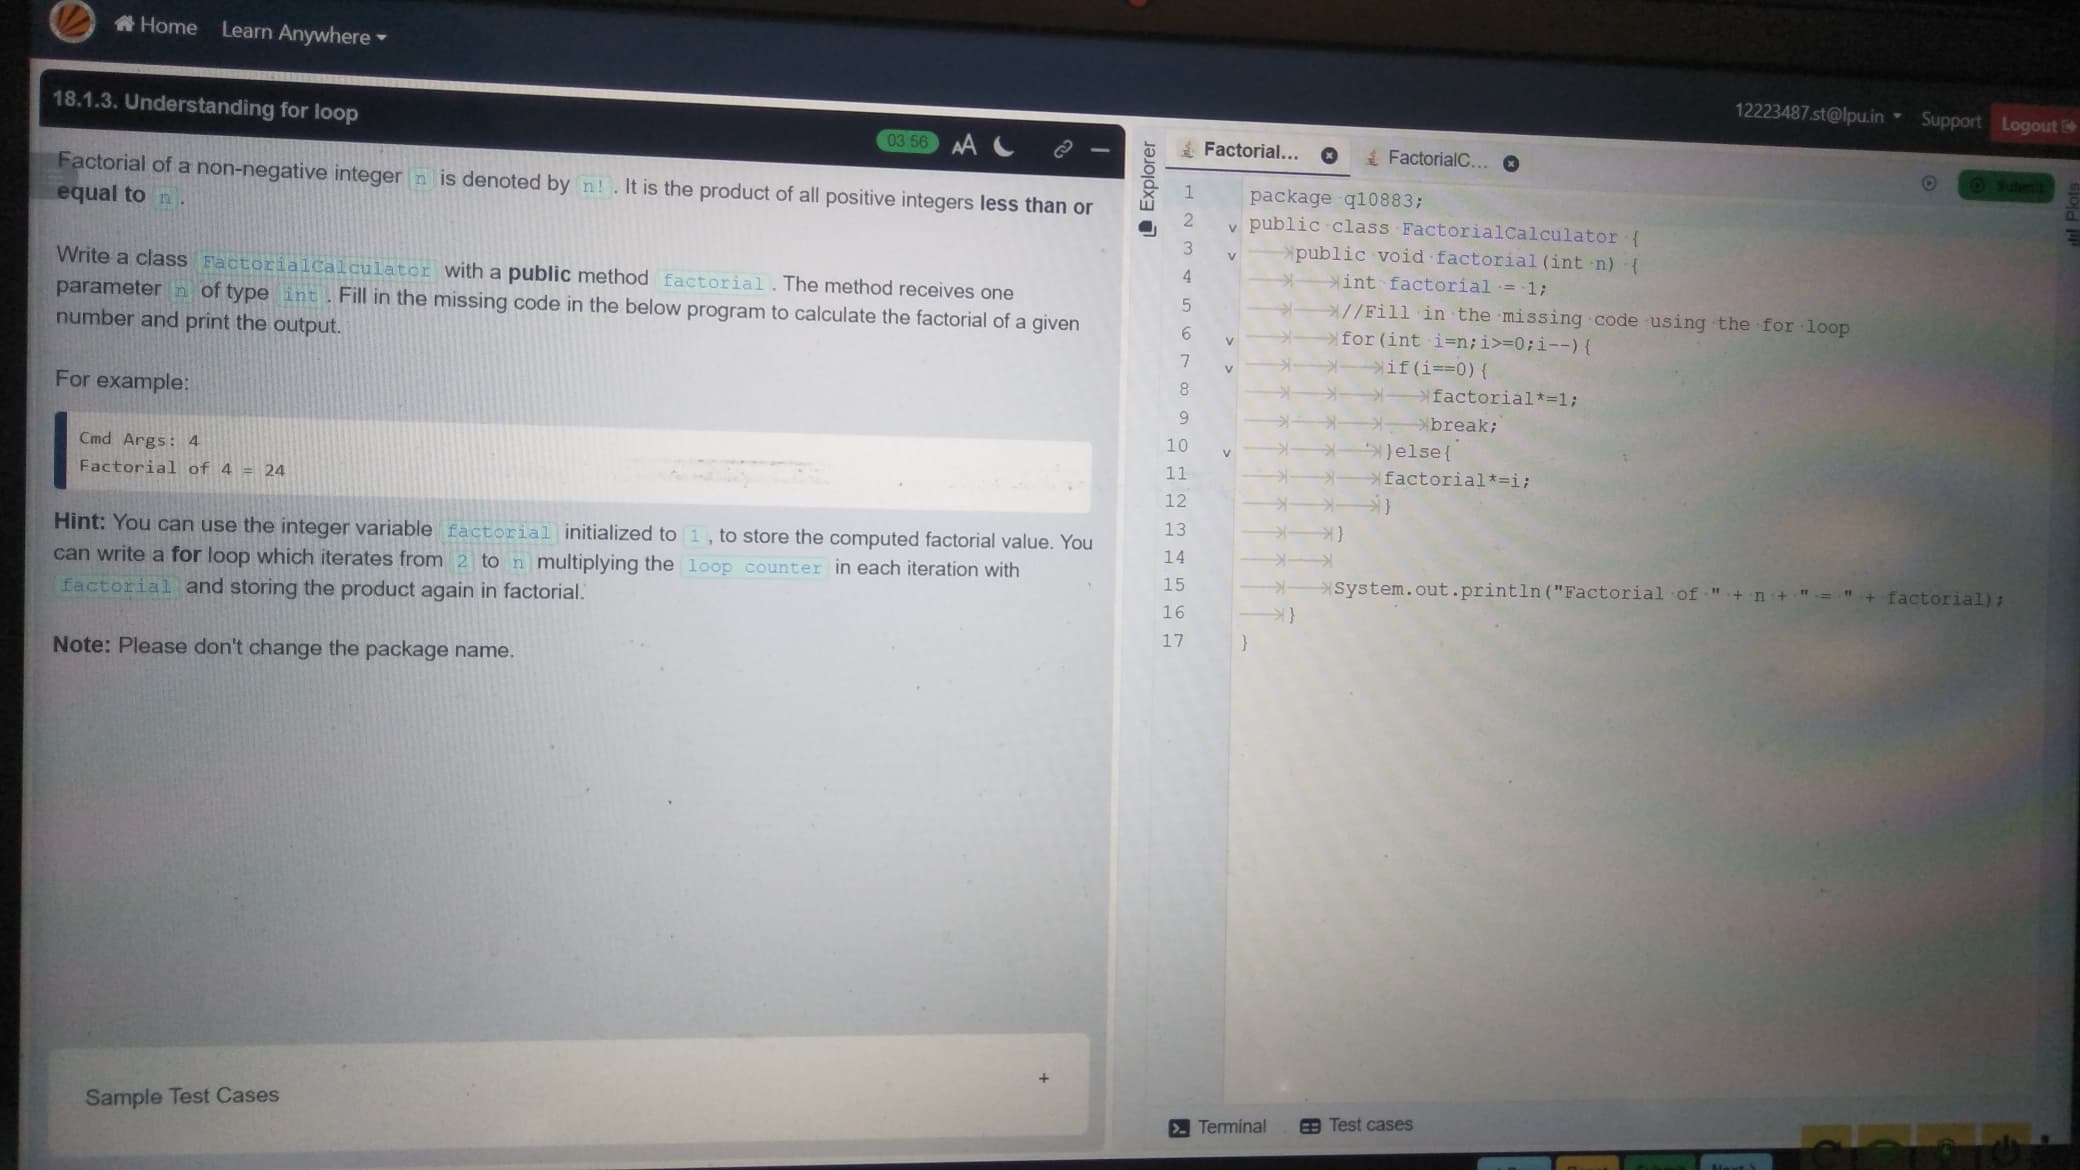 Home Learn Anywhere
12223487.st@lpu.in Support Logout
18.1.3. Understanding for loop
03:56 AA
Factorial of a non-negative integer n is denoted by n! . It is the product of all positive integers less than or
equal to n .
Write a class FactorialCalculator with a public method factorial . The method receives one
parameter n of type int . Fill in the missing code in the below program to calculate the factorial of a given
number and print the output.
For example:
Cmd Args: 4
Factorial of 4 = 24
Hint: You can use the integer variable factorial initialized to 1 , to store the computed factorial value. You
can write a for loop which iterates from 2 to n multiplying the loop counter in each iteration with
factorial and storing the product again in factorial.
Note: Please don't change the package name.
Sample Test Cases +
Explorer
Factorial... FactorialC...
Submit
Plots
1 package q10883;
2 public class FactorialCalculator {
3 public void factorial(int n) {
4 int factorial = 1;
5 //Fill in the missing code using the for loop
6 for(int i=n;i>=0;i--){
7 if(i==0){
8 factorial*=1;
9 break;
10 }else{
11 factorial*=i;
12 }
13 }
14
15 System.out.println("Factorial of " + n + " = " + factorial);
16 }
17 }
Terminal Test cases